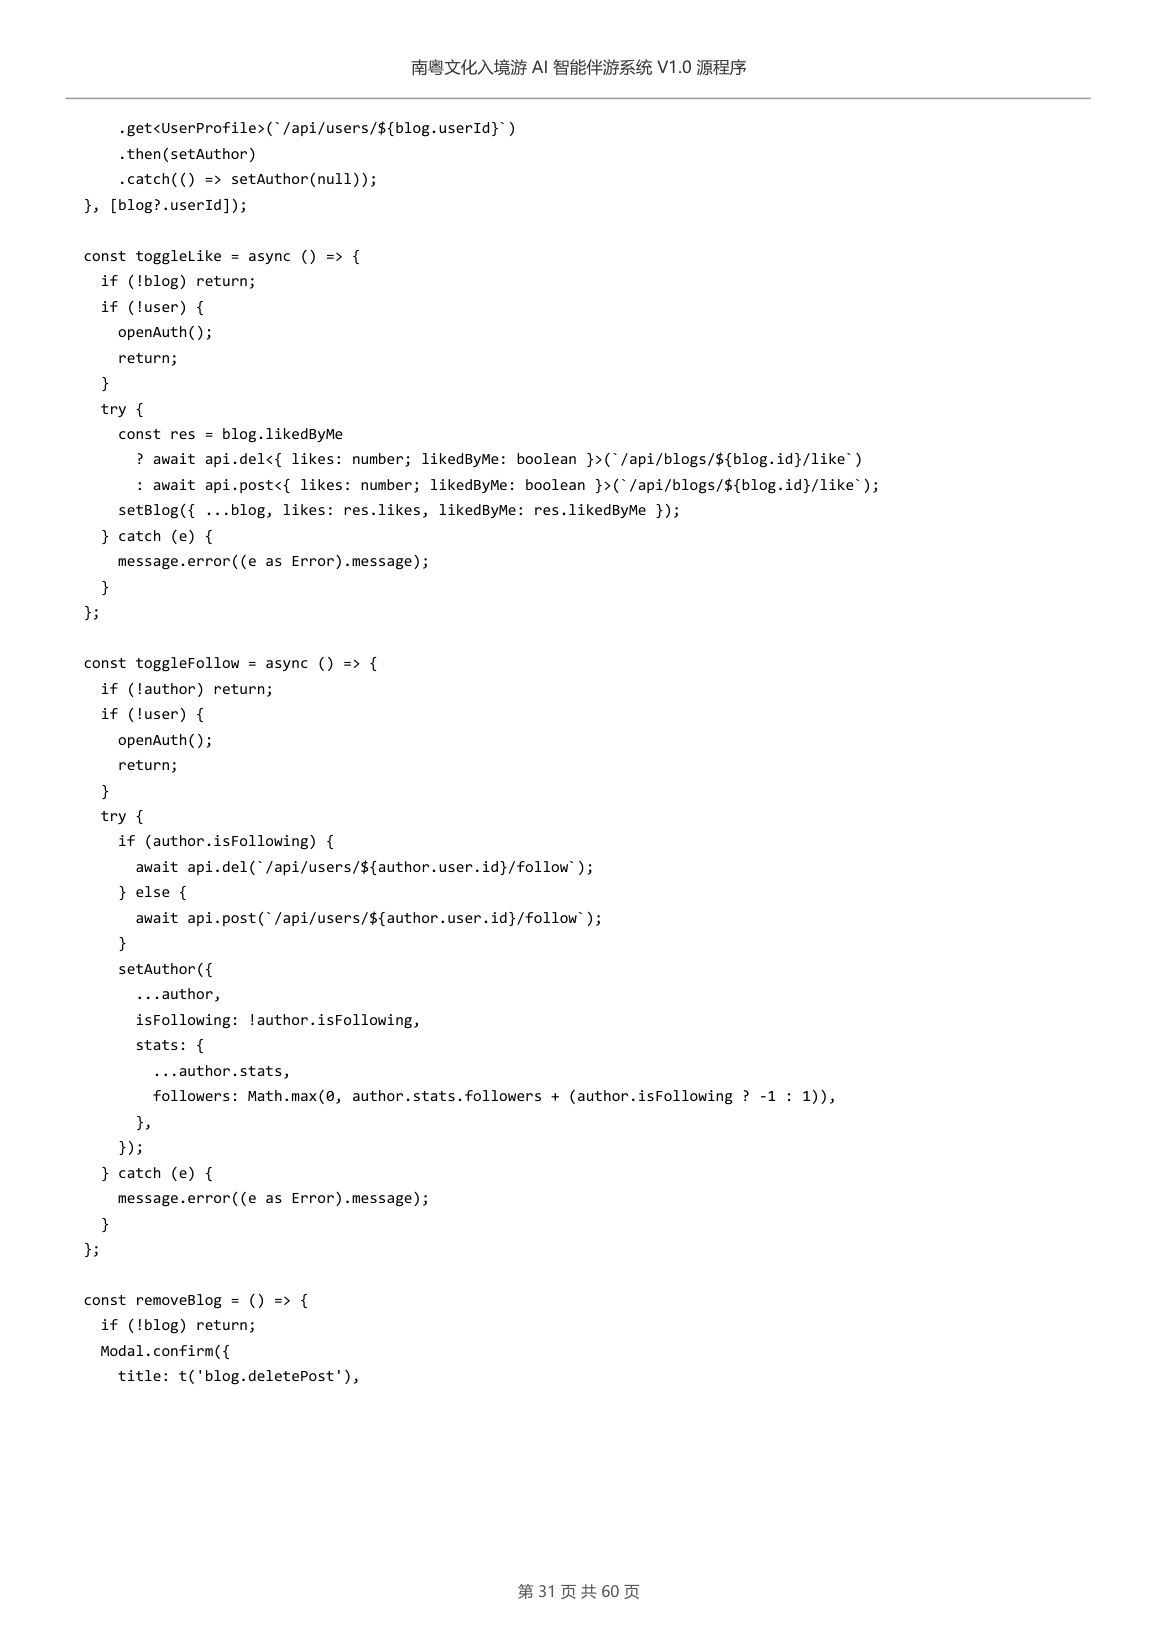 南粤文化入境游 AI 智能伴游系统 V1.0 源程序
    .get<UserProfile>(`/api/users/${blog.userId}`)
    .then(setAuthor)
    .catch(() => setAuthor(null));
}, [blog?.userId]);

const toggleLike = async () => {
  if (!blog) return;
  if (!user) {
    openAuth();
    return;
  }
  try {
    const res = blog.likedByMe
      ? await api.del<{ likes: number; likedByMe: boolean }>(`/api/blogs/${blog.id}/like`)
      : await api.post<{ likes: number; likedByMe: boolean }>(`/api/blogs/${blog.id}/like`);
    setBlog({ ...blog, likes: res.likes, likedByMe: res.likedByMe });
  } catch (e) {
    message.error((e as Error).message);
  }
};

const toggleFollow = async () => {
  if (!author) return;
  if (!user) {
    openAuth();
    return;
  }
  try {
    if (author.isFollowing) {
      await api.del(`/api/users/${author.user.id}/follow`);
    } else {
      await api.post(`/api/users/${author.user.id}/follow`);
    }
    setAuthor({
      ...author,
      isFollowing: !author.isFollowing,
      stats: {
        ...author.stats,
        followers: Math.max(0, author.stats.followers + (author.isFollowing ? -1 : 1)),
      },
    });
  } catch (e) {
    message.error((e as Error).message);
  }
};

const removeBlog = () => {
  if (!blog) return;
  Modal.confirm({
    title: t('blog.deletePost'),
第 31 页 共 60 页